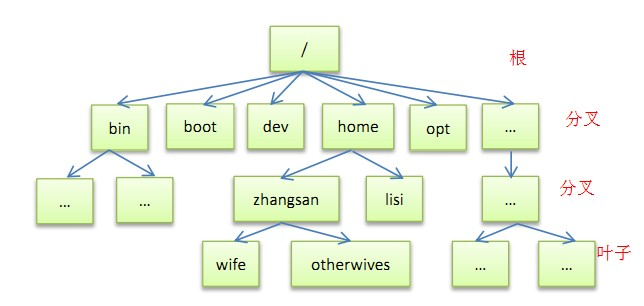 /
根
bin
boot
dev
home
opt
...
分叉
...
...
zhangsan
lisi
...
分叉
wife
otherwives
...
...
叶子